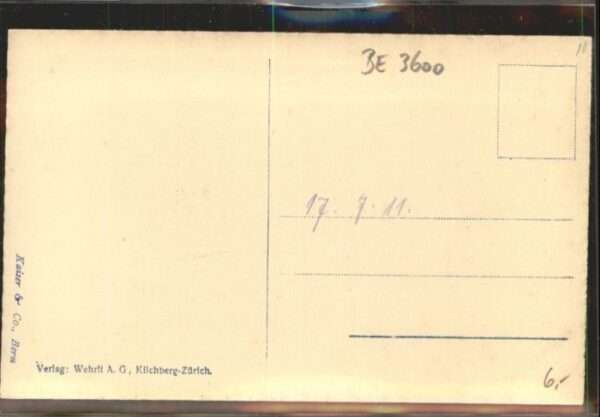 BE 3600
17. 7. 11.
Kaiser & Co., Bern
Verlag: Wehrli A. G., Kilchberg-Zürich.
6.-